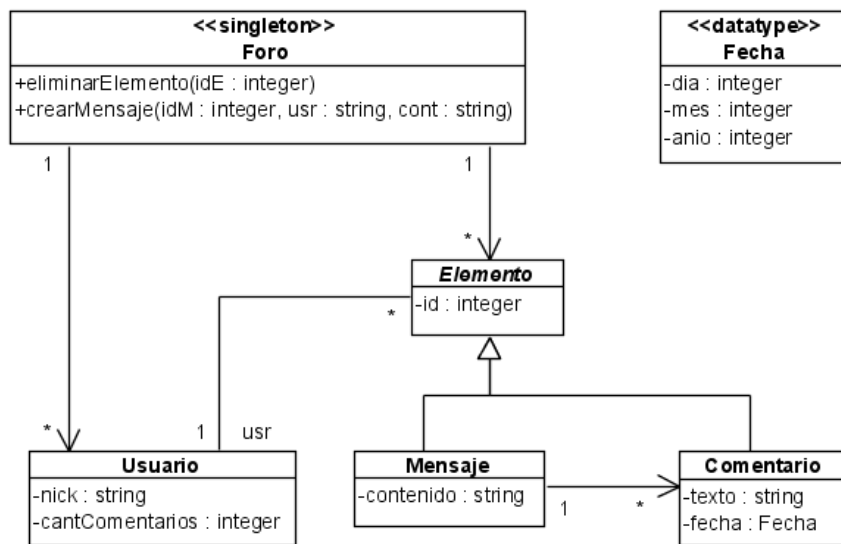 <<singleton>>
Foro
+eliminarElemento(idE : integer)
+crearMensaje(idM : integer, usr : string, cont : string)
<<datatype>>
Fecha
-dia : integer
-mes : integer
-anio : integer
1
1
*
Elemento
-id : integer
*
*
1
usr
Usuario
-nick : string
-cantComentarios : integer
Mensaje
-contenido : string
1
*
Comentario
-texto : string
-fecha : Fecha